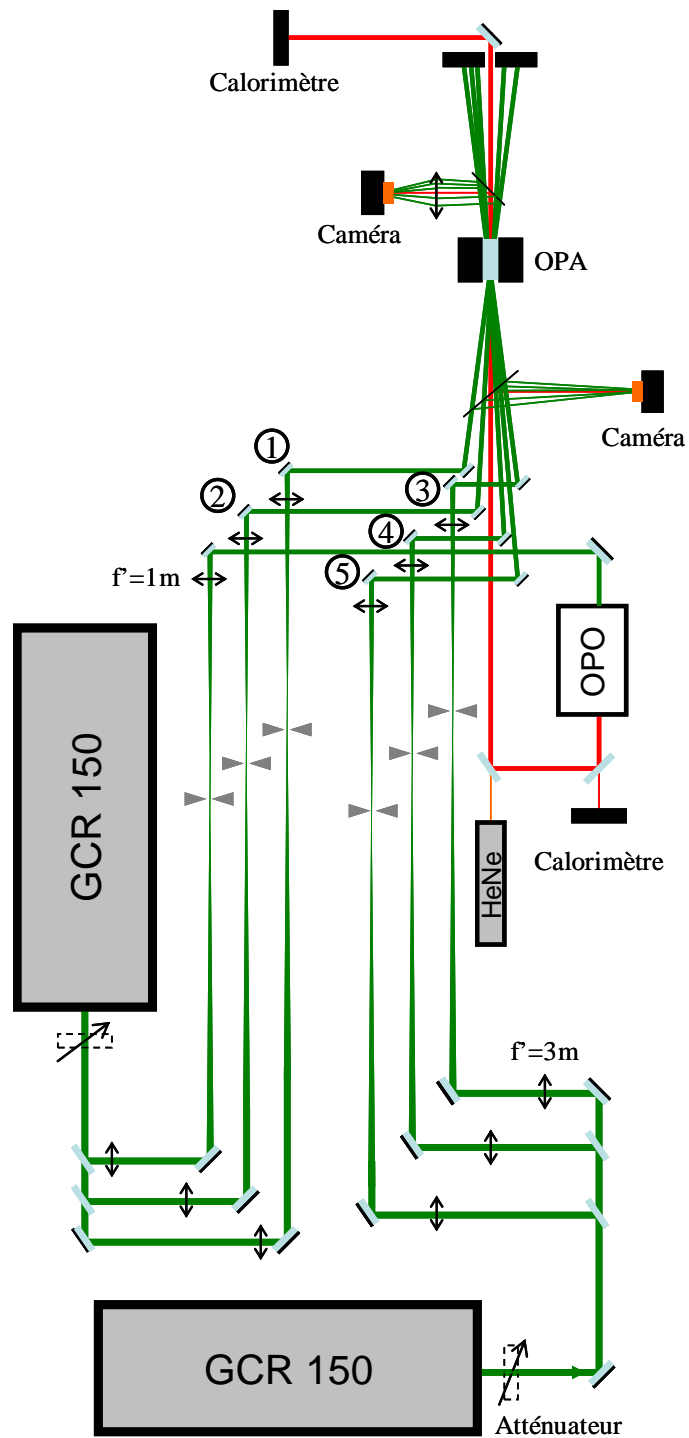 Calorimètre
Caméra
OPA
Caméra
1
2
3
4
5
f'=1m
OPO
GCR 150
HeNe
Calorimètre
f'=3m
GCR 150
Atténuateur